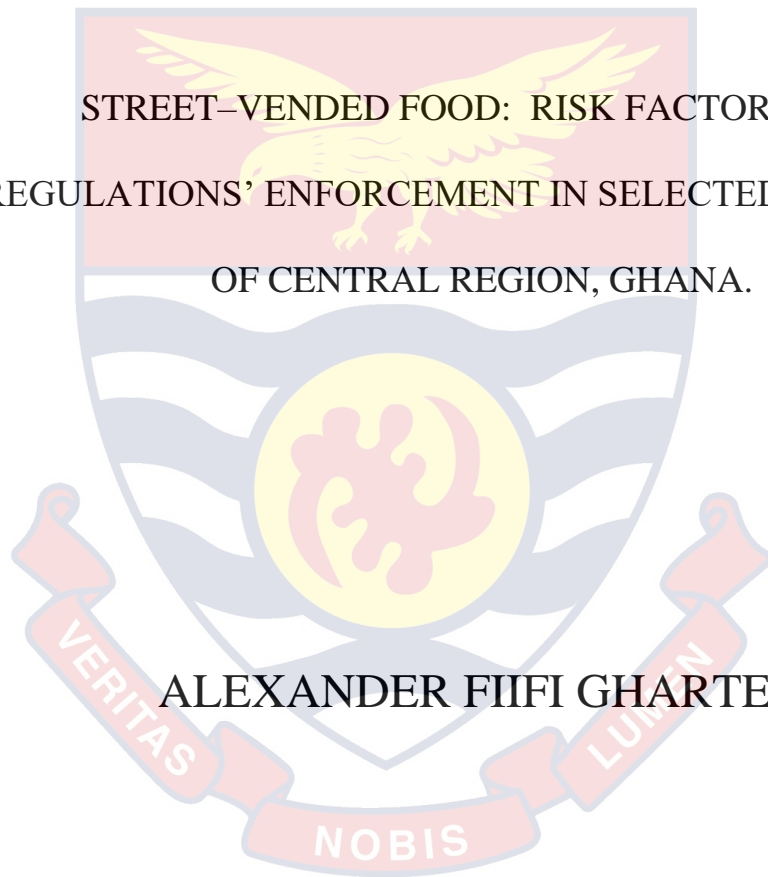 STREET–VENDED FOOD: RISK FACTOR
REGULATIONS’ ENFORCEMENT IN SELECTED
OF CENTRAL REGION, GHANA.
ALEXANDER FIIFI GHARTE
VERITAS
NOBIS
LUMEN